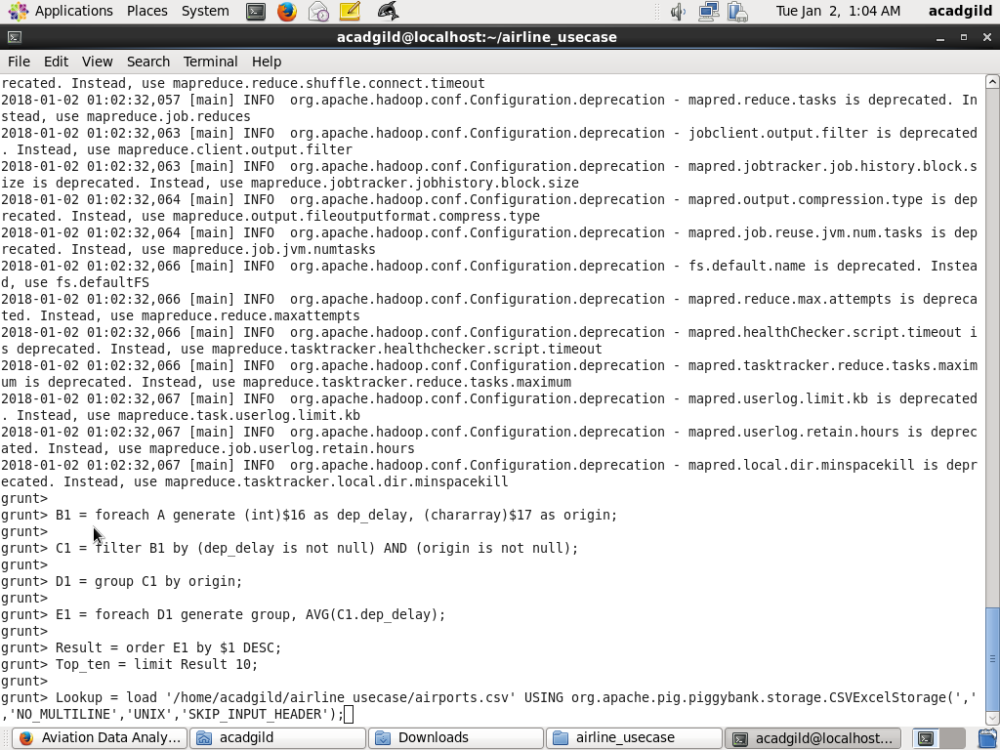 Applications Places System Tue Jan 2, 1:04 AM acadgild
acadgild@localhost:~/airline_usecase
File Edit View Search Terminal Help
recated. Instead, use mapreduce.reduce.shuffle.connect.timeout
2018-01-02 01:02:32,057 [main] INFO  org.apache.hadoop.conf.Configuration.deprecation - mapred.reduce.tasks is deprecated. In
stead, use mapreduce.job.reduces
2018-01-02 01:02:32,063 [main] INFO  org.apache.hadoop.conf.Configuration.deprecation - jobclient.output.filter is deprecated
. Instead, use mapreduce.client.output.filter
2018-01-02 01:02:32,063 [main] INFO  org.apache.hadoop.conf.Configuration.deprecation - mapred.jobtracker.job.history.block.s
ize is deprecated. Instead, use mapreduce.jobtracker.jobhistory.block.size
2018-01-02 01:02:32,064 [main] INFO  org.apache.hadoop.conf.Configuration.deprecation - mapred.output.compression.type is dep
recated. Instead, use mapreduce.output.fileoutputformat.compress.type
2018-01-02 01:02:32,064 [main] INFO  org.apache.hadoop.conf.Configuration.deprecation - mapred.job.reuse.jvm.num.tasks is dep
recated. Instead, use mapreduce.job.jvm.numtasks
2018-01-02 01:02:32,066 [main] INFO  org.apache.hadoop.conf.Configuration.deprecation - fs.default.name is deprecated. Instea
d, use fs.defaultFS
2018-01-02 01:02:32,066 [main] INFO  org.apache.hadoop.conf.Configuration.deprecation - mapred.reduce.max.attempts is depreca
ted. Instead, use mapreduce.reduce.maxattempts
2018-01-02 01:02:32,066 [main] INFO  org.apache.hadoop.conf.Configuration.deprecation - mapred.healthChecker.script.timeout i
s deprecated. Instead, use mapreduce.tasktracker.healthchecker.script.timeout
2018-01-02 01:02:32,066 [main] INFO  org.apache.hadoop.conf.Configuration.deprecation - mapred.tasktracker.reduce.tasks.maxim
um is deprecated. Instead, use mapreduce.tasktracker.reduce.tasks.maximum
2018-01-02 01:02:32,067 [main] INFO  org.apache.hadoop.conf.Configuration.deprecation - mapred.userlog.limit.kb is deprecated
. Instead, use mapreduce.task.userlog.limit.kb
2018-01-02 01:02:32,067 [main] INFO  org.apache.hadoop.conf.Configuration.deprecation - mapred.userlog.retain.hours is deprec
ated. Instead, use mapreduce.job.userlog.retain.hours
2018-01-02 01:02:32,067 [main] INFO  org.apache.hadoop.conf.Configuration.deprecation - mapred.local.dir.minspacekill is depr
ecated. Instead, use mapreduce.tasktracker.local.dir.minspacekill
grunt>
grunt> B1 = foreach A generate (int)$16 as dep_delay, (chararray)$17 as origin;
grunt>
grunt> C1 = filter B1 by (dep_delay is not null) AND (origin is not null);
grunt>
grunt> D1 = group C1 by origin;
grunt>
grunt> E1 = foreach D1 generate group, AVG(C1.dep_delay);
grunt>
grunt> Result = order E1 by $1 DESC;
grunt> Top_ten = limit Result 10;
grunt>
grunt> Lookup = load '/home/acadgild/airline_usecase/airports.csv' USING org.apache.pig.piggybank.storage.CSVExcelStorage(','
,'NO_MULTILINE','UNIX','SKIP_INPUT_HEADER');
Aviation Data Analy... acadgild Downloads airline_usecase acadgild@localhost...